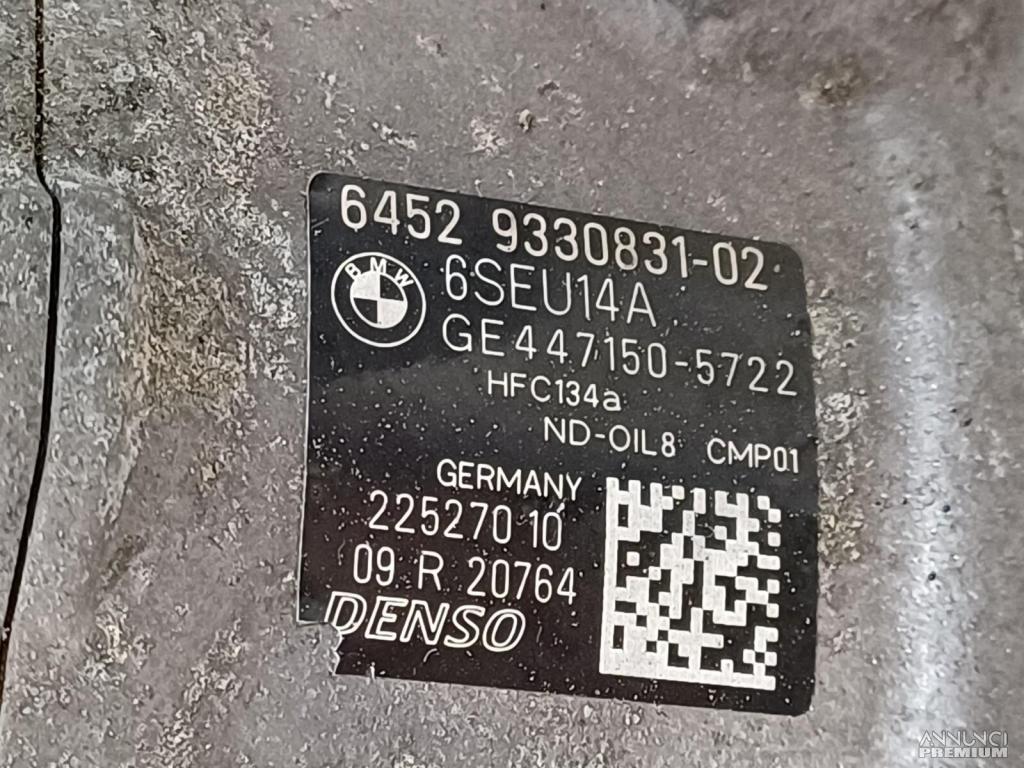 6452 9330831-02
BMW
6SEU14A
GE447150-5722
HFC134a
ND-OIL8 CMP01
GERMANY
22527010
09 R 20764
DENSO
ANNUNCI
PREMIUM